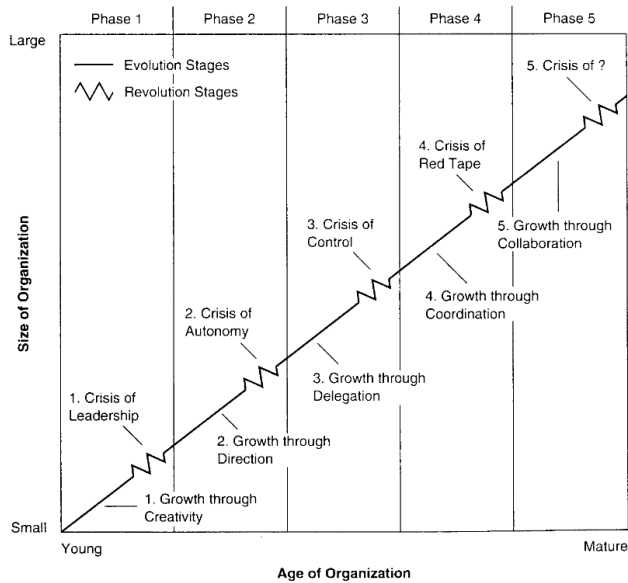 Phase 1
Phase 2
Phase 3
Phase 4
Phase 5
Large
Evolution Stages
Revolution Stages
5. Crisis of ?
4. Crisis of
Red Tape
5. Growth through
Collaboration
3. Crisis of
Control
4. Growth through
Coordination
2. Crisis of
Autonomy
3. Growth through
Delegation
1. Crisis of
Leadership
2. Growth through
Direction
1. Growth through
Creativity
Size of Organization
Small
Young
Mature
Age of Organization